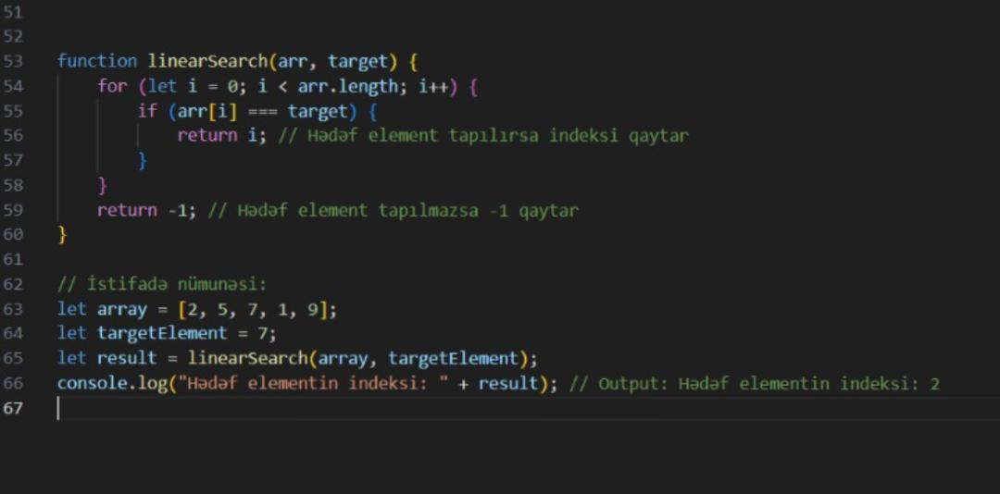 51
52
53 function linearSearch(arr, target) {
54     for (let i = 0; i < arr.length; i++) {
55         if (arr[i] === target) {
56             return i; // Hədəf element tapılırsa indeksi qaytar
57         }
58     }
59     return -1; // Hədəf element tapılmazsa -1 qaytar
60 }
61
62 // İstifadə nümunəsi:
63 let array = [2, 5, 7, 1, 9];
64 let targetElement = 7;
65 let result = linearSearch(array, targetElement);
66 console.log("Hədəf elementin indeksi: " + result); // Output: Hədəf elementin indeksi: 2
67